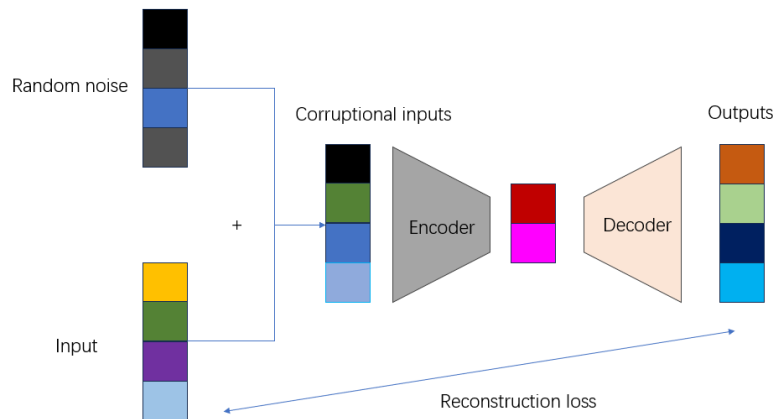 Random noise
Corruptional inputs
Outputs
+
Encoder
Decoder
Input
Reconstruction loss